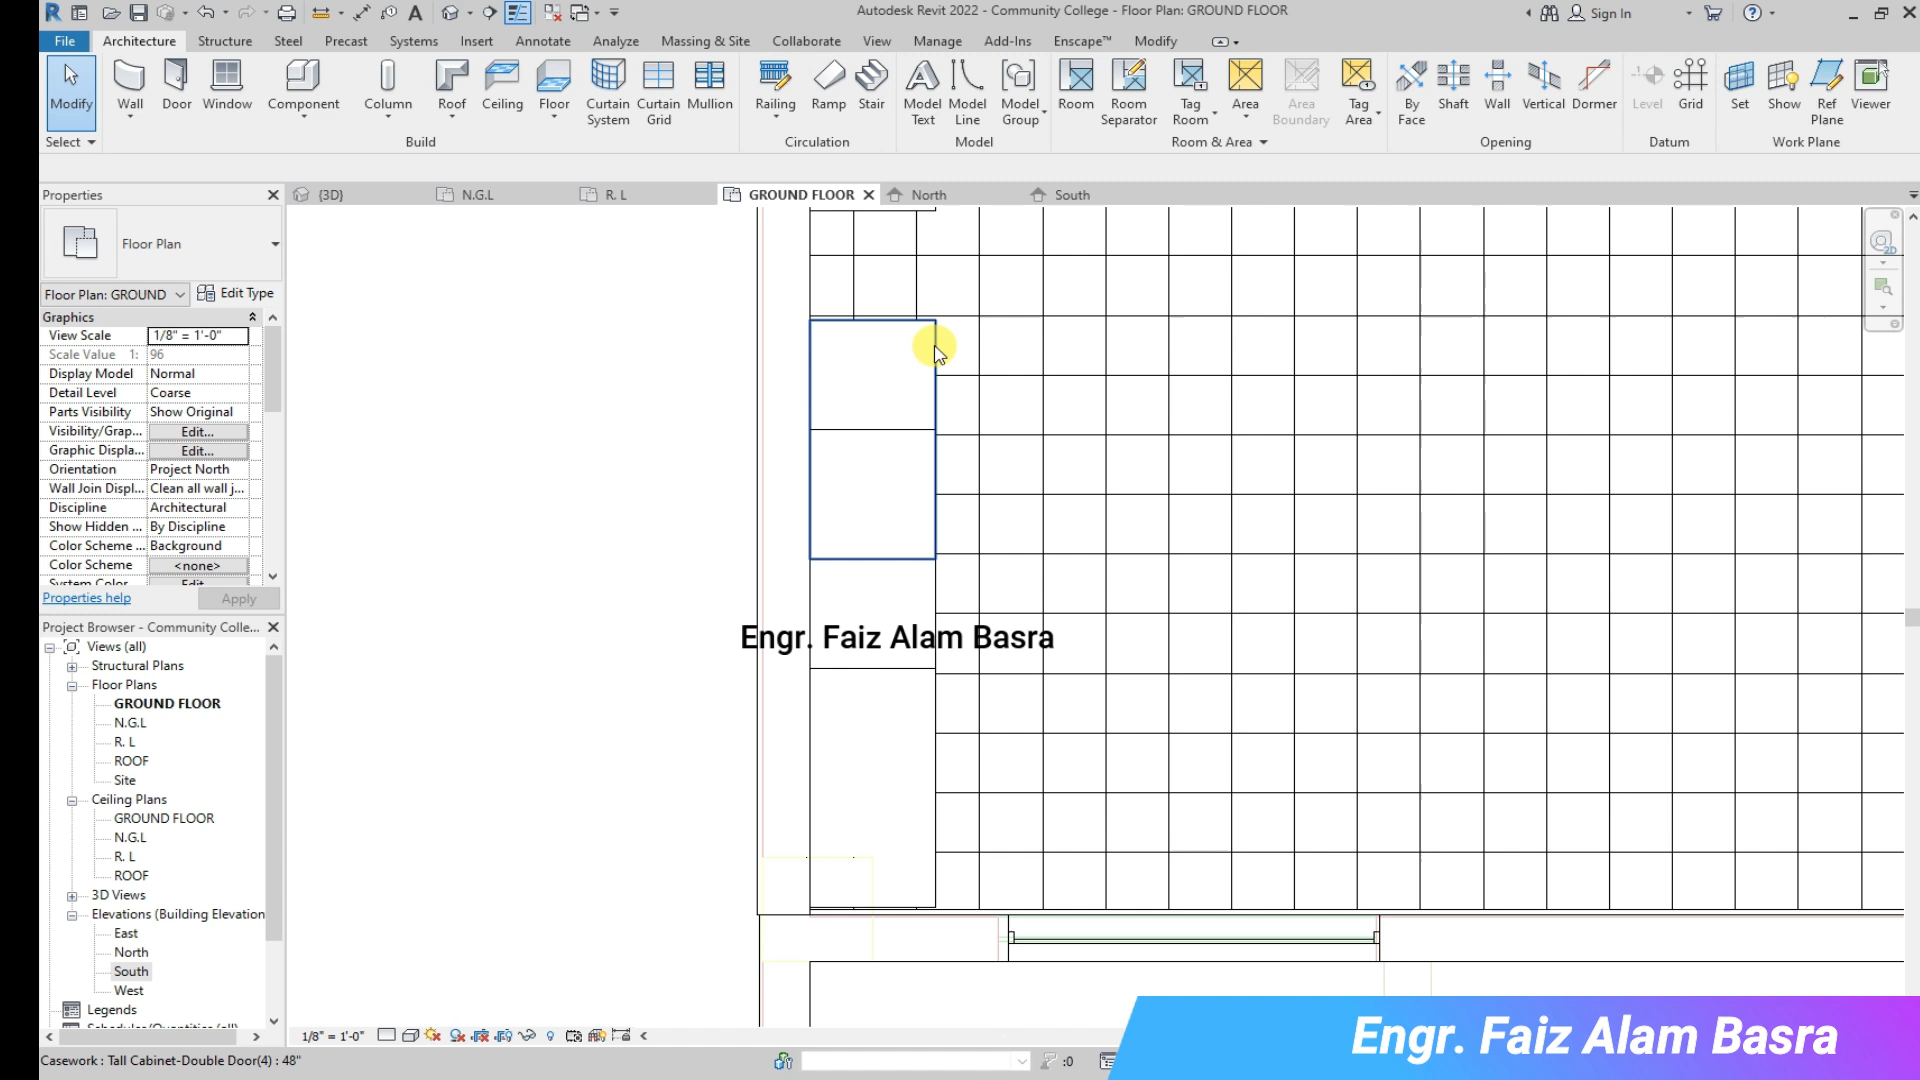 Autodesk Revit 2022 - Community College - Floor Plan: GROUND FLOOR
Sign In
File Architecture Structure Steel Precast Systems Insert Annotate Analyze Massing & Site Collaborate View Manage Add-Ins Enscape™ Modify
Modify Wall Door Window Component Column Roof Ceiling Floor Curtain System Curtain Grid Mullion Railing Ramp Stair Model Text Model Line Model Group Room Room Separator Tag Room Area Area Boundary Tag Area By Face Shaft Wall Vertical Dormer Level Grid Set Show Ref Plane Viewer
Select Build Circulation Model Room & Area Opening Datum Work Plane
Properties
{3D} N.G.L R. L GROUND FLOOR North South
Floor Plan
Floor Plan: GROUND Edit Type
Graphics
View Scale 1/8" = 1'-0"
Scale Value 1: 96
Display Model Normal
Detail Level Coarse
Parts Visibility Show Original
Visibility/Grap... Edit...
Graphic Displa... Edit...
Orientation Project North
Wall Join Displ... Clean all wall j...
Discipline Architectural
Show Hidden ... By Discipline
Color Scheme ... Background
Color Scheme <none>
System Color Edit
Properties help Apply
Project Browser - Community Colle...
Views (all)
Structural Plans
Floor Plans
GROUND FLOOR
N.G.L
R. L
ROOF
Site
Ceiling Plans
GROUND FLOOR
N.G.L
R. L
ROOF
3D Views
Elevations (Building Elevation
East
North
South
West
Legends
Schedules/Quantities (all)
Engr. Faiz Alam Basra
1/8" = 1'-0"
Casework : Tall Cabinet-Double Door(4) : 48"
:0
Engr. Faiz Alam Basra